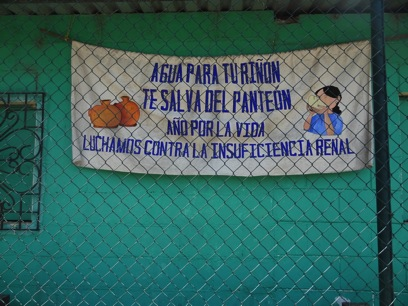 AGUA PARA TU RIÑON
TE SALVA DEL PANTEON
AÑO POR LA VIDA
LUCHAMOS CONTRA LA INSUFICIENCIA RENAL